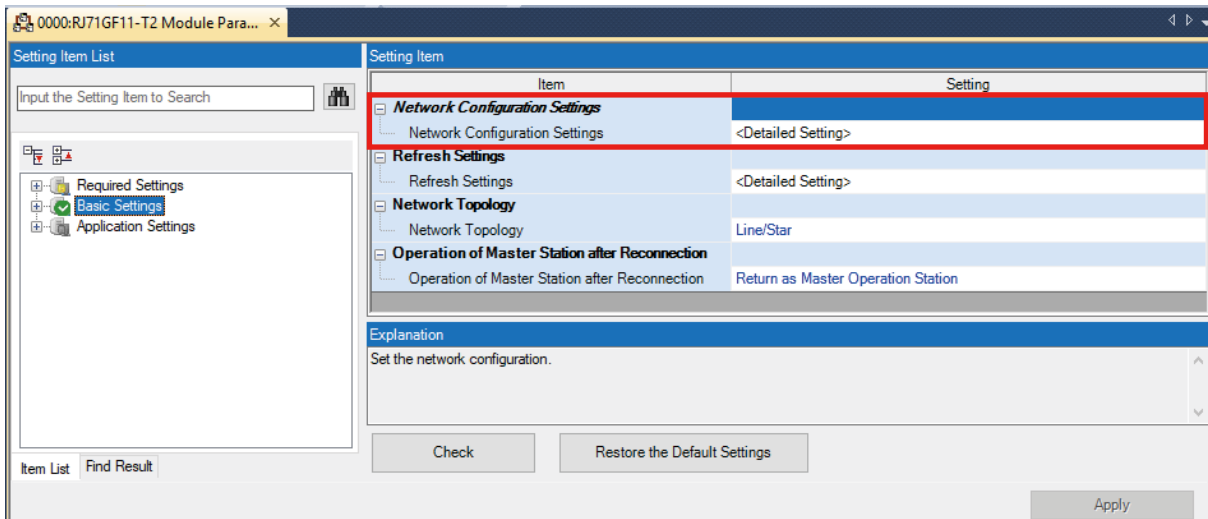 0000:RJ71GF11-T2 Module Para...
Setting Item List
Input the Setting Item to Search
Required Settings
Basic Settings
Application Settings
Item List Find Result
Setting Item
Item Setting
Network Configuration Settings
Network Configuration Settings <Detailed Setting>
Refresh Settings
Refresh Settings <Detailed Setting>
Network Topology
Network Topology Line/Star
Operation of Master Station after Reconnection
Operation of Master Station after Reconnection Return as Master Operation Station
Explanation
Set the network configuration.
Check Restore the Default Settings
Apply